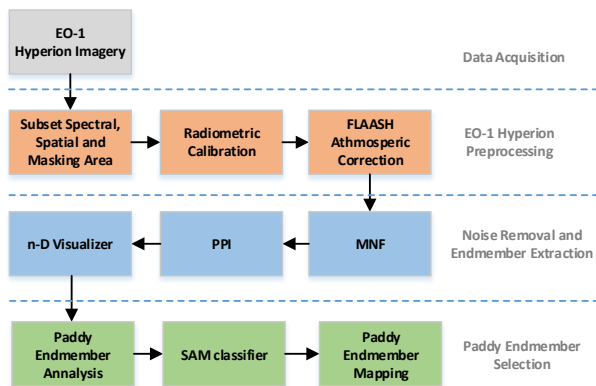 EO-1
Hyperion Imagery
Data Acquisition
Subset Spectral,
Spatial and
Masking Area
Radiometric
Calibration
FLAASH
Athmosperic
Correction
EO-1 Hyperion
Preprocessing
n-D Visualizer
PPI
MNF
Noise Removal and
Endmember Extraction
Paddy
Endmember
Annalysis
SAM classifier
Paddy
Endmember
Mapping
Paddy Endmember
Selection